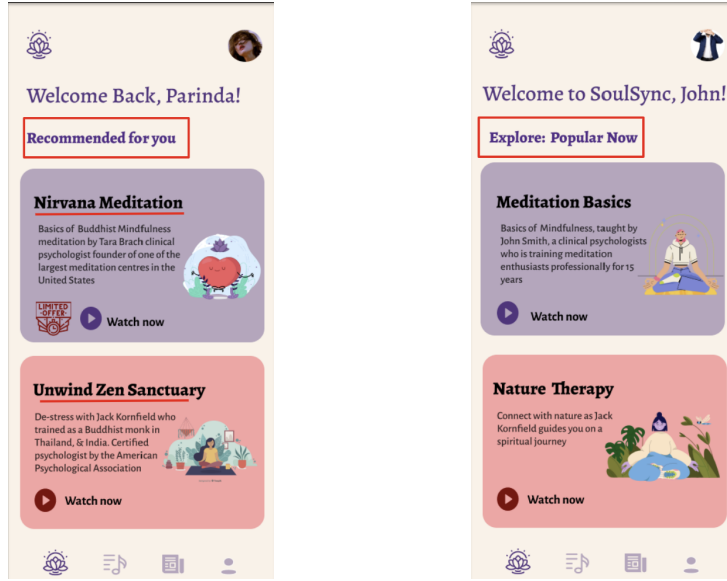 Welcome Back, Parinda!
Recommended for you
Nirvana Meditation
Basics of Buddhist Mindfulness
meditation by Tara Brach clinical
psychologist founder of one of the
largest meditation centres in the
United States
LIMITED
OFFER
Watch now
Unwind Zen Sanctuary
De-stress with Jack Kornfield who
trained as a Buddhist monk in
Thailand, & India. Certified
psychologist by the American
Psychological Association
Watch now
Welcome to SoulSync, John!
Explore: Popular Now
Meditation Basics
Basics of Mindfulness, taught by
John Smith, a clinical psychologists
who is training meditation
enthusiasts professionally for 15
years
Watch now
Nature Therapy
Connect with nature as Jack
Kornfield guides you on a
spiritual journey
Watch now